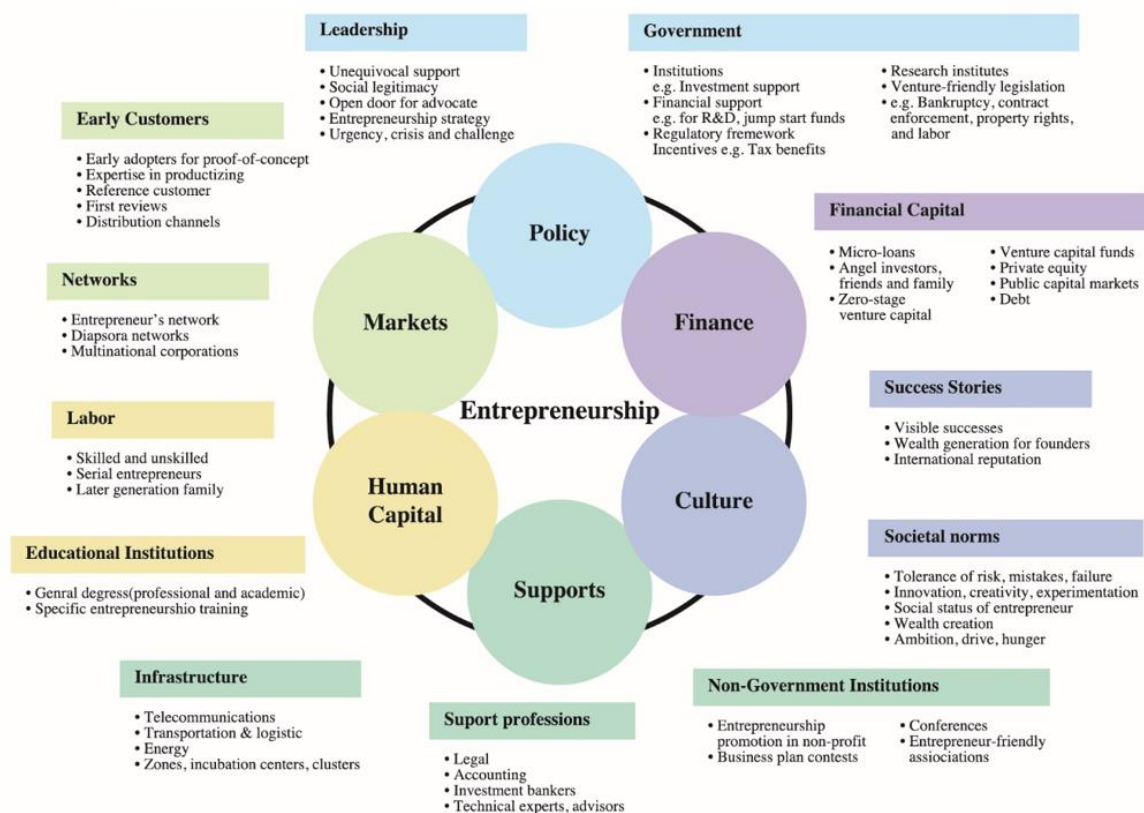 Leadership
• Unequivocal support
• Social legitimacy
• Open door for advocate
• Entrepreneurship strategy
• Urgency, crisis and challenge
Government
• Institutions
e.g. Investment support
• Financial support
e.g. for R&D, jump start funds
• Regulatory fremework
Incentives e.g. Tax benefits
• Research institutes
• Venture-friendly legislation
• e.g. Bankruptcy, contract
enforcement, property rights,
and labor
Early Customers
• Early adopters for proof-of-concept
• Expertise in productizing
• Reference customer
• First reviews
• Distribution channels
Financial Capital
• Micro-loans
• Angel investors,
friends and family
• Zero-stage
venture capital
• Venture capital funds
• Private equity
• Public capital markets
• Debt
Networks
• Entrepreneur's network
• Diapsora networks
• Multinational corporations
Policy
Markets
Finance
Entrepreneurship
Human
Capital
Culture
Supports
Success Stories
• Visible successes
• Wealth generation for founders
• International reputation
Labor
• Skilled and unskilled
• Serial entrepreneurs
• Later generation family
Societal norms
• Tolerance of risk, mistakes, failure
• Innovation, creativity, experimentation
• Social status of entrepreneur
• Wealth creation
• Ambition, drive, hunger
Educational Institutions
• Genral degress(professional and academic)
• Specific entrepreneurshio training
Infrastructure
• Telecommunications
• Transportation & logistic
• Energy
• Zones, incubation centers, clusters
Suport professions
• Legal
• Accounting
• Investment bankers
• Technical experts, advisors
Non-Government Institutions
• Entrepreneurship
promotion in non-profit
• Business plan contests
• Conferences
• Entrepreneur-friendly
assiociations